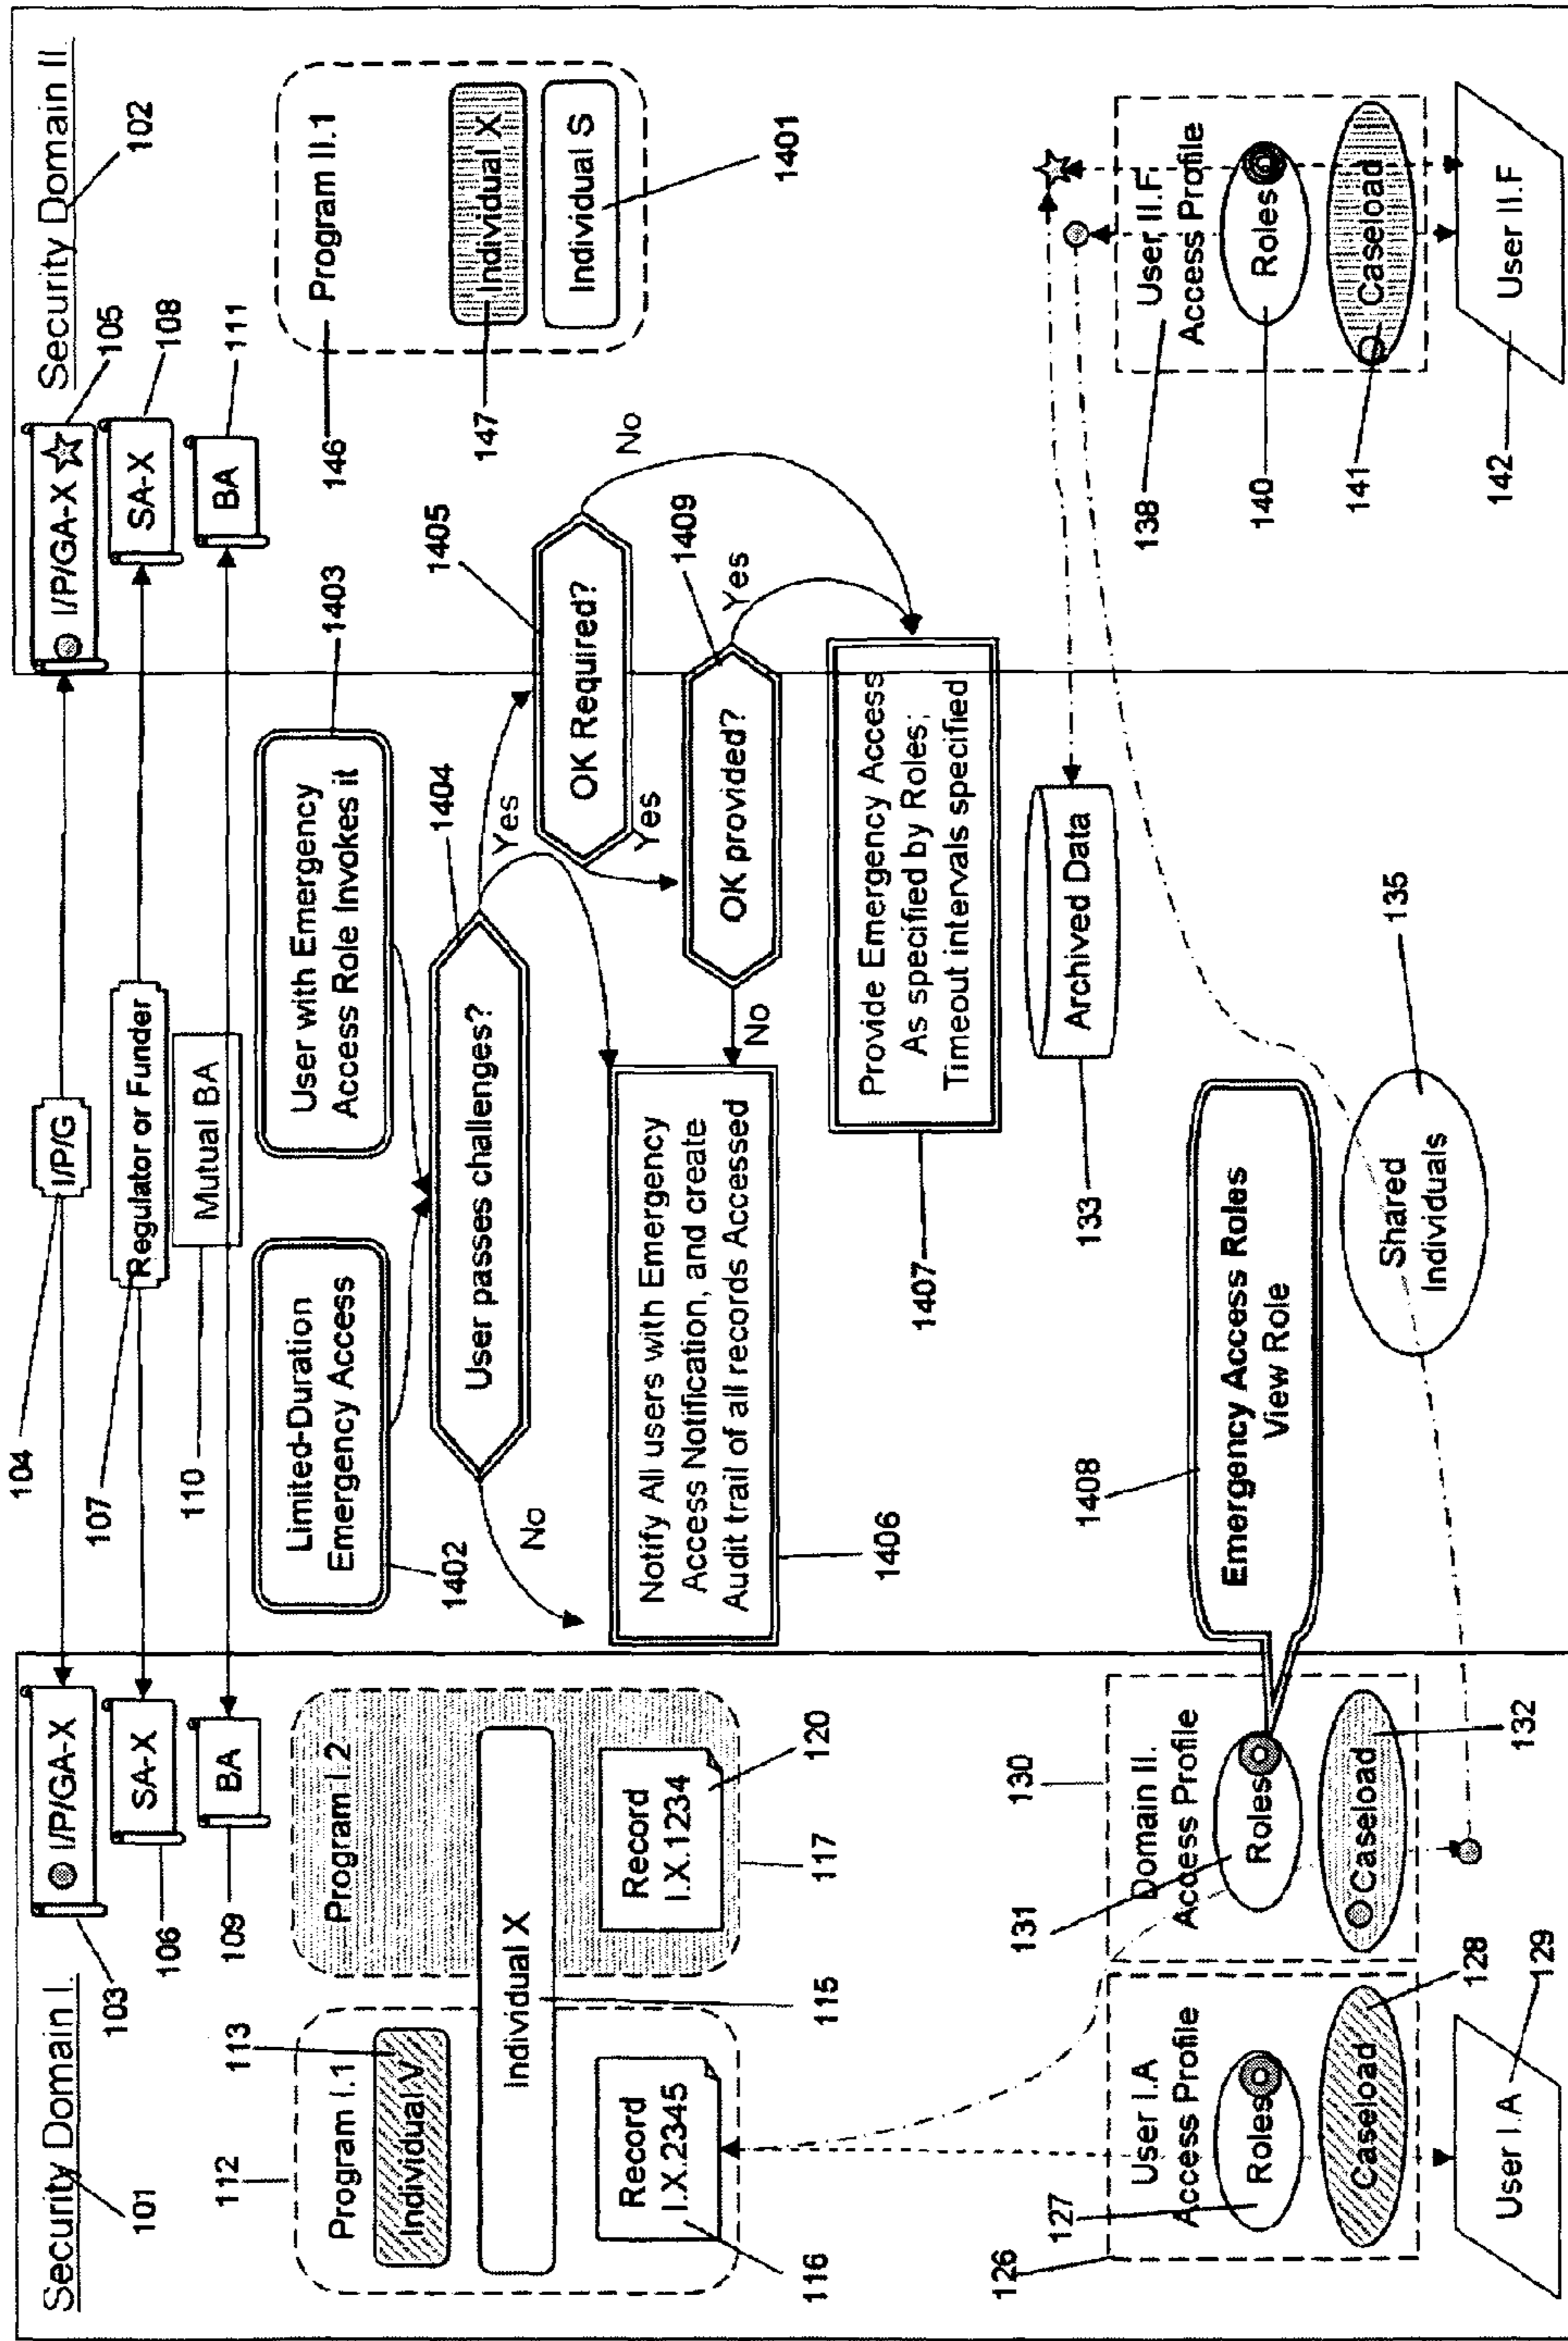 Security Domain I.
101
103
I/P/GA-X
106
SA-X
109
BA
104
I/P/G
107
Regulator or Funder
110
Mutual BA
Security Domain II
102
I/P/GA-X
105
SA-X
108
BA
111
112
Program I.1
113
Individual V
Program I.2
Individual X
115
Record
I.X.2345
116
Record
I.X.1234
120
117
Limited-Duration
Emergency Access
1402
User with Emergency
Access Role Invokes it
1403
User passes challenges?
1404
No
Yes
OK Required?
1405
Yes
No
OK provided?
1409
No
Yes
Notify All users with Emergency
Access Notification, and create
Audit trail of all records Accessed
1406
Provide Emergency Access
As specified by Roles;
Timeout intervals specified
1407
146
Program II.1
147
Individual X
Individual S
1401
Archived Data
133
1408
Emergency Access Roles
View Role
Shared
Individuals
135
126
User I.A
Access Profile
127
Roles
Caseload
128
User I.A
129
130
Domain II.
Access Profile
131
Roles
Caseload
132
138
User II.F
Access Profile
140
Roles
141
Caseload
142
User II.F